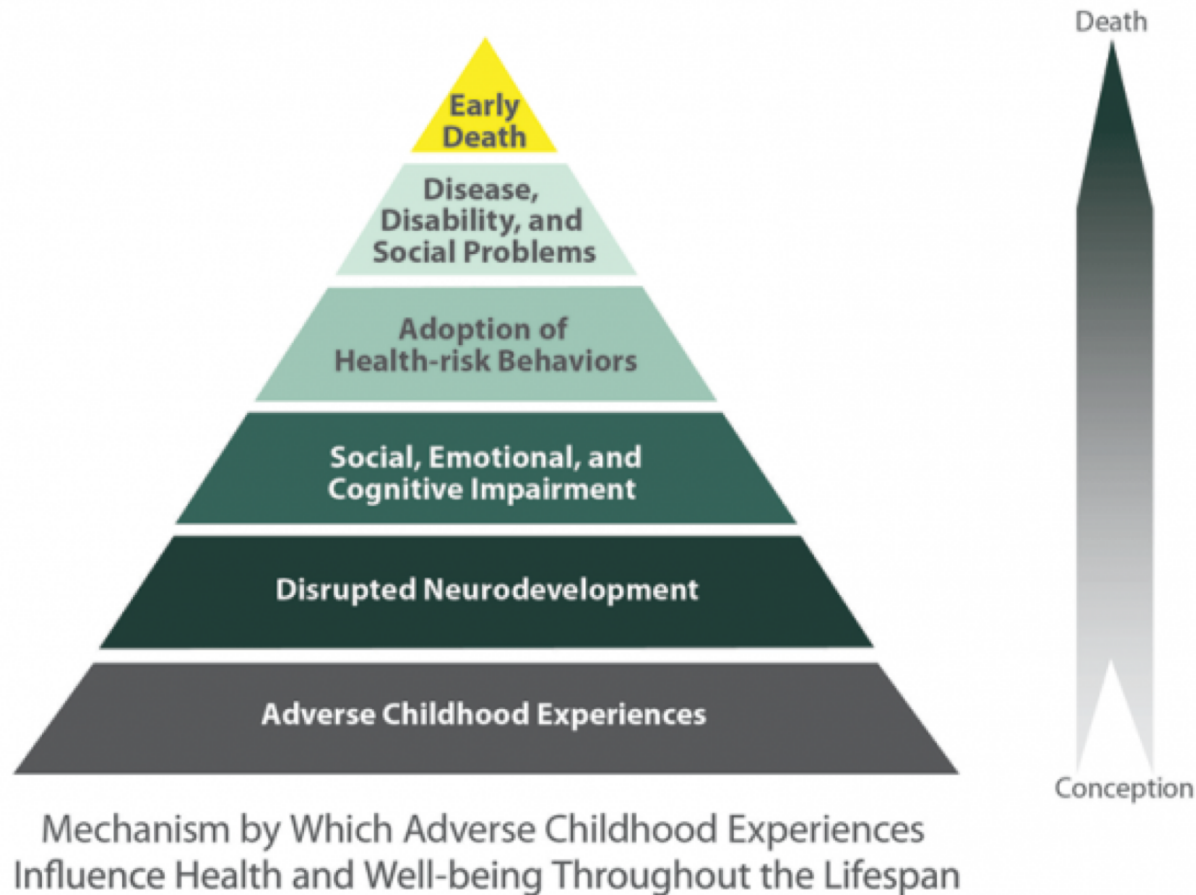 Death
Early
Death
Disease,
Disability, and
Social Problems
Adoption of
Health-risk Behaviors
Social, Emotional, and
Cognitive Impairment
Disrupted Neurodevelopment
Adverse Childhood Experiences
Conception
Mechanism by Which Adverse Childhood Experiences
Influence Health and Well-being Throughout the Lifespan